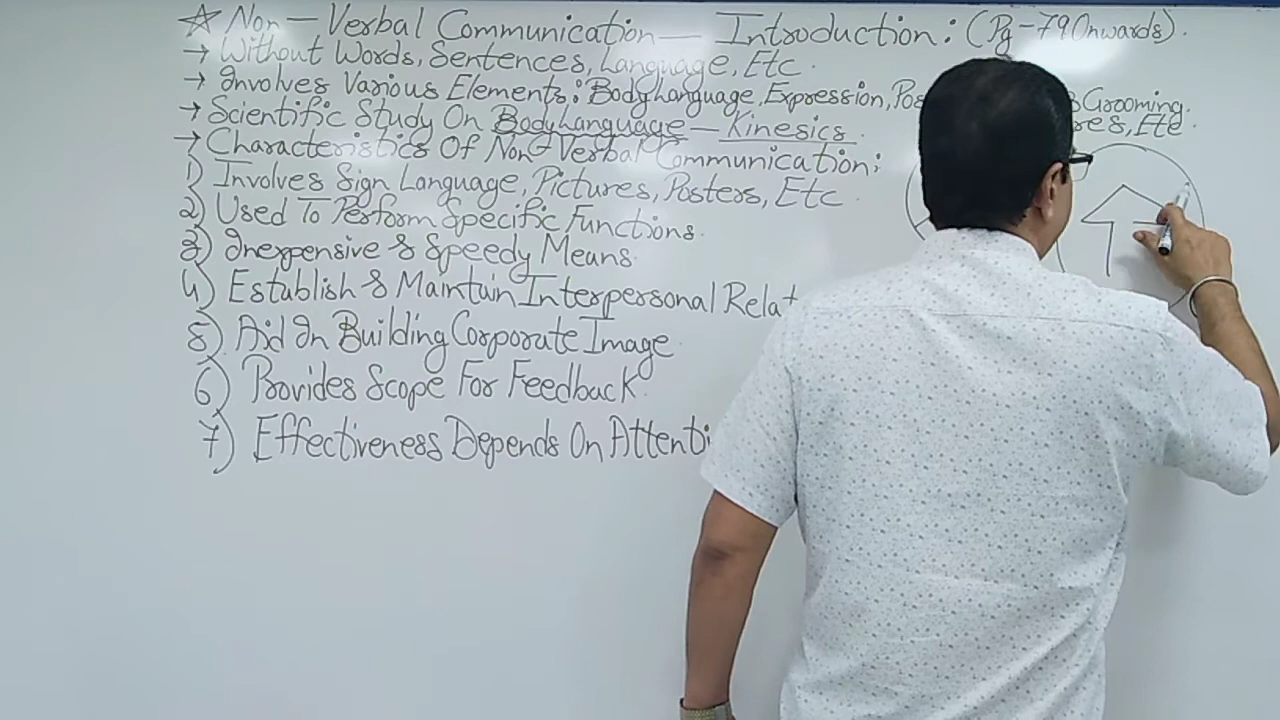 ☆ Non - Verbal Communication - Introduction: (Pg-79 Onwards).
→ Without Words, Sentences, Language, Etc.
→ Involves Various Elements: Body Language, Expression, Grooming.
→ Scientific Study On Body Language - Kinesics. Etc.
→ Characteristics Of Non-Verbal Communication:
1) Involves Sign Language, Pictures, Posters, Etc.
2) Used To Perform Specific Functions.
3) Inexpensive & Speedy Means
4) Establish & Maintain Interpersonal
5) Aid In Building Corporate Image
6) Provides Scope For Feedback.
7) Effectiveness Depends On